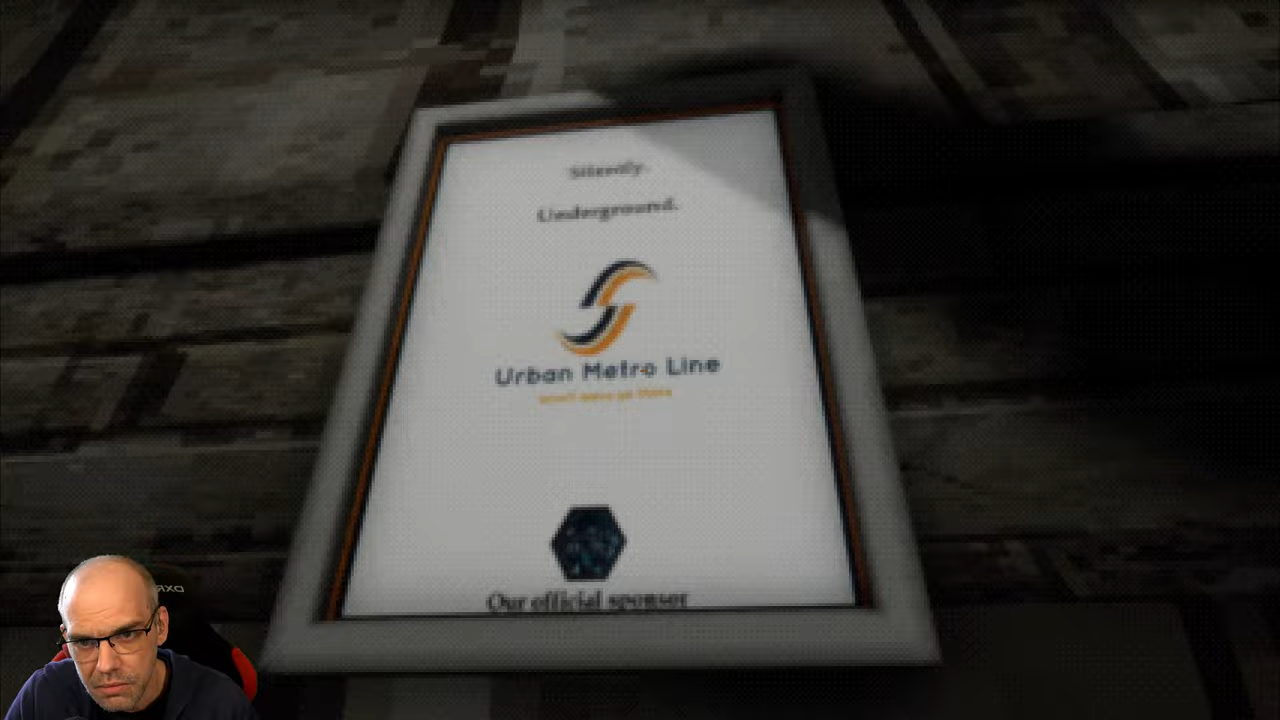 Silently.
Underground.
Urban Metro Line
Our official sponsor